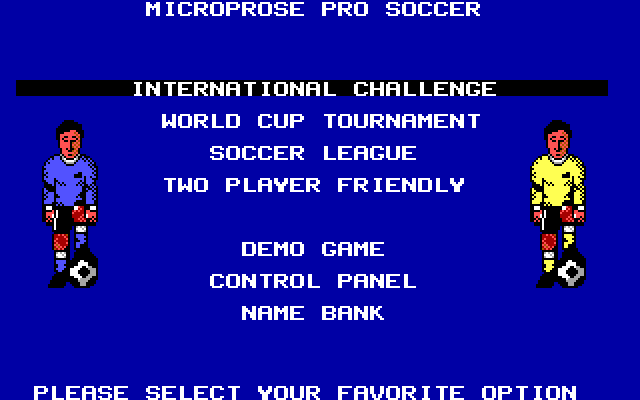 MICROPROSE PRO SOCCER
INTERNATIONAL CHALLENGE
WORLD CUP TOURNAMENT
SOCCER LEAGUE
TWO PLAYER FRIENDLY
DEMO GAME
CONTROL PANEL
NAME BANK
PLEASE SELECT YOUR FAVORITE OPTION